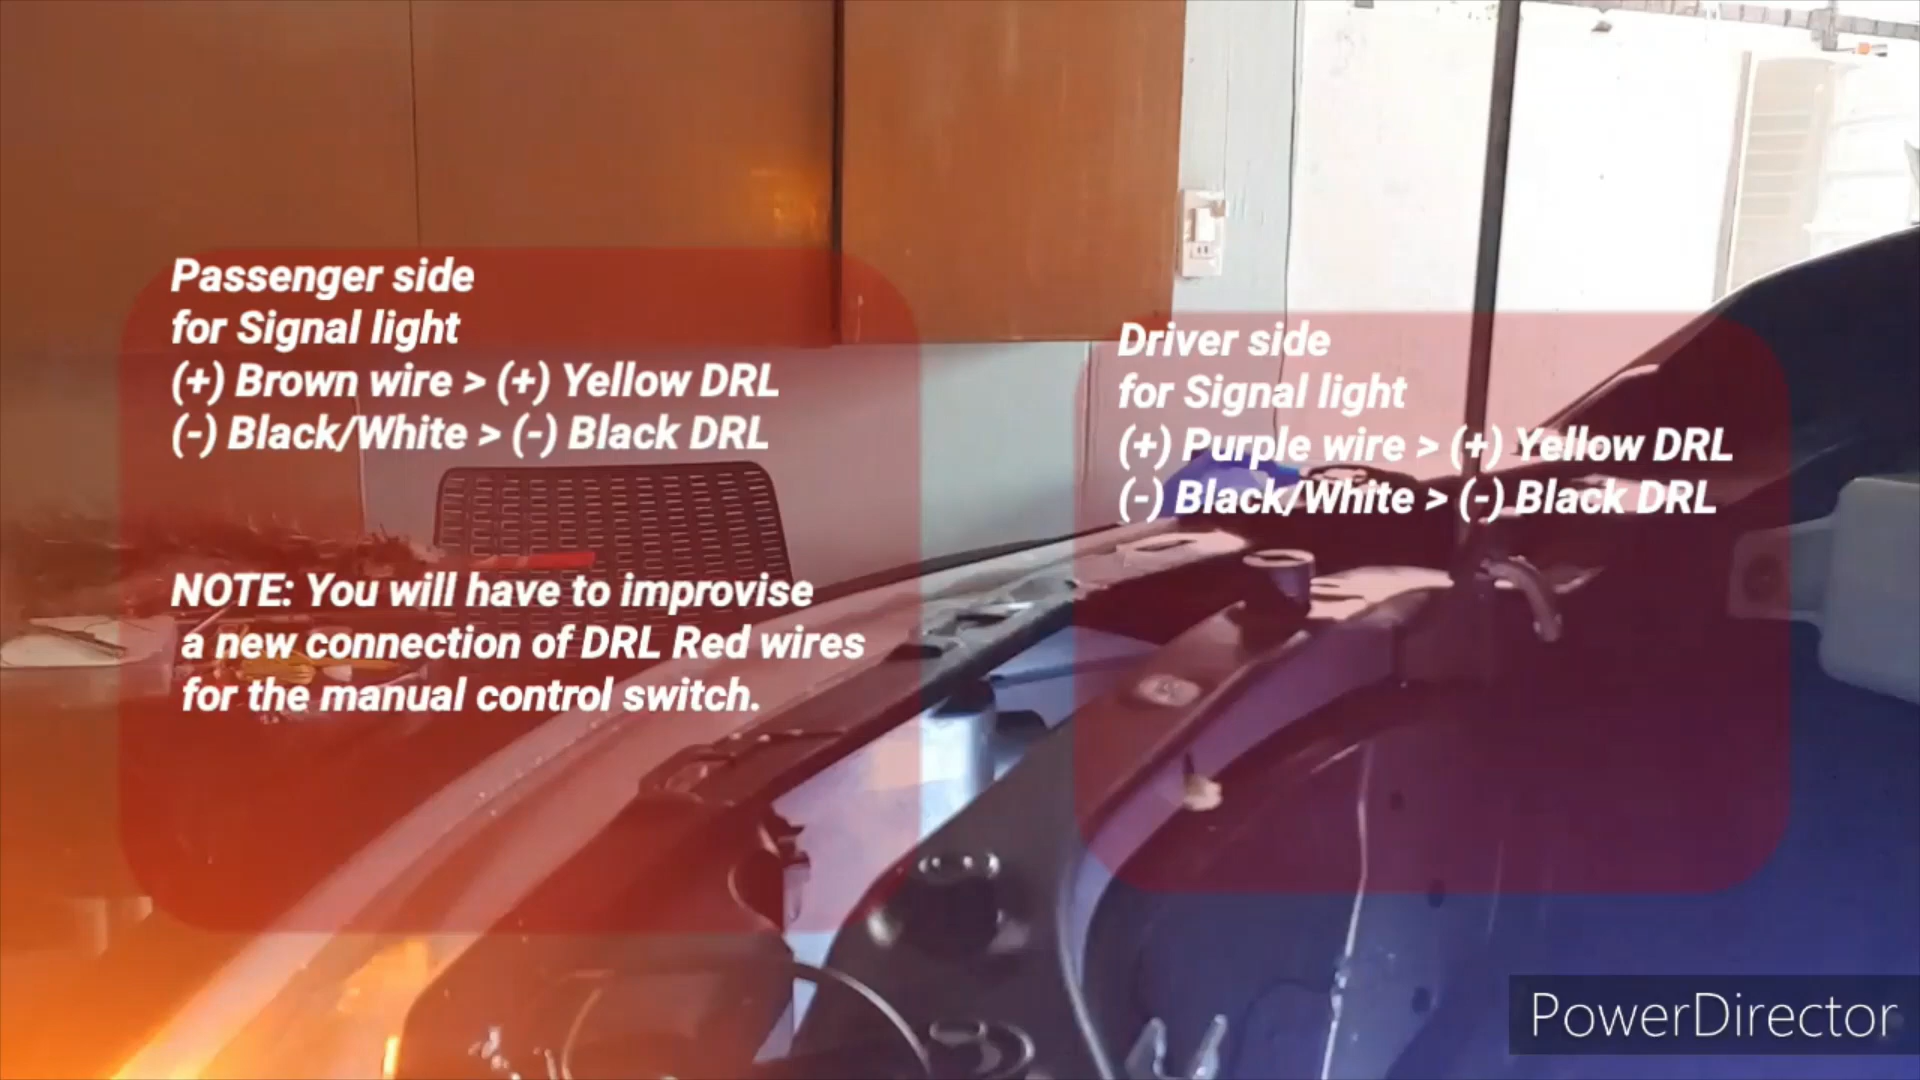 Passenger side
for Signal light
(+) Brown wire > (+) Yellow DRL
(-) Black/White > (-) Black DRL
NOTE: You will have to improvise
a new connection of DRL Red wires
for the manual control switch.
Driver side
for Signal light
(+) Purple wire > (+) Yellow DRL
(-) Black/White > (-) Black DRL
PowerDirector